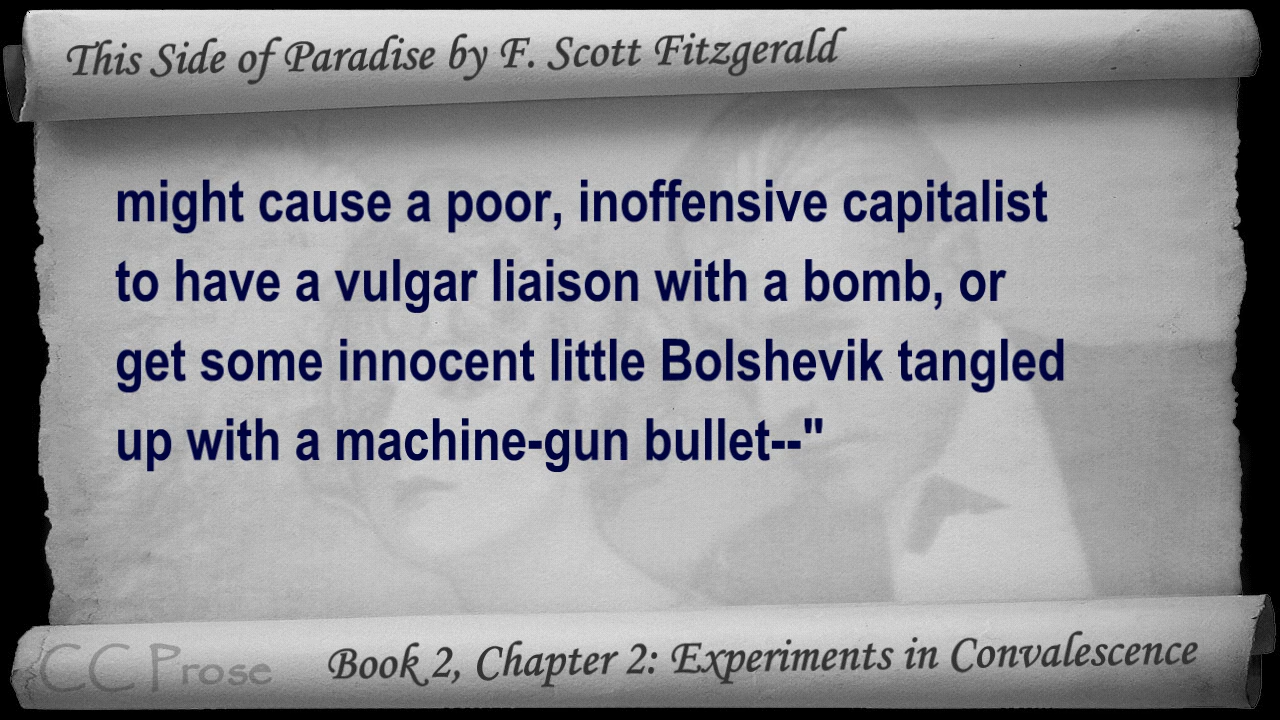 This Side of Paradise by F. Scott Fitzgerald
might cause a poor, inoffensive capitalist
to have a vulgar liaison with a bomb, or
get some innocent little Bolshevik tangled
up with a machine-gun bullet--"
CC Prose
Book 2, Chapter 2: Experiments in Convalescence